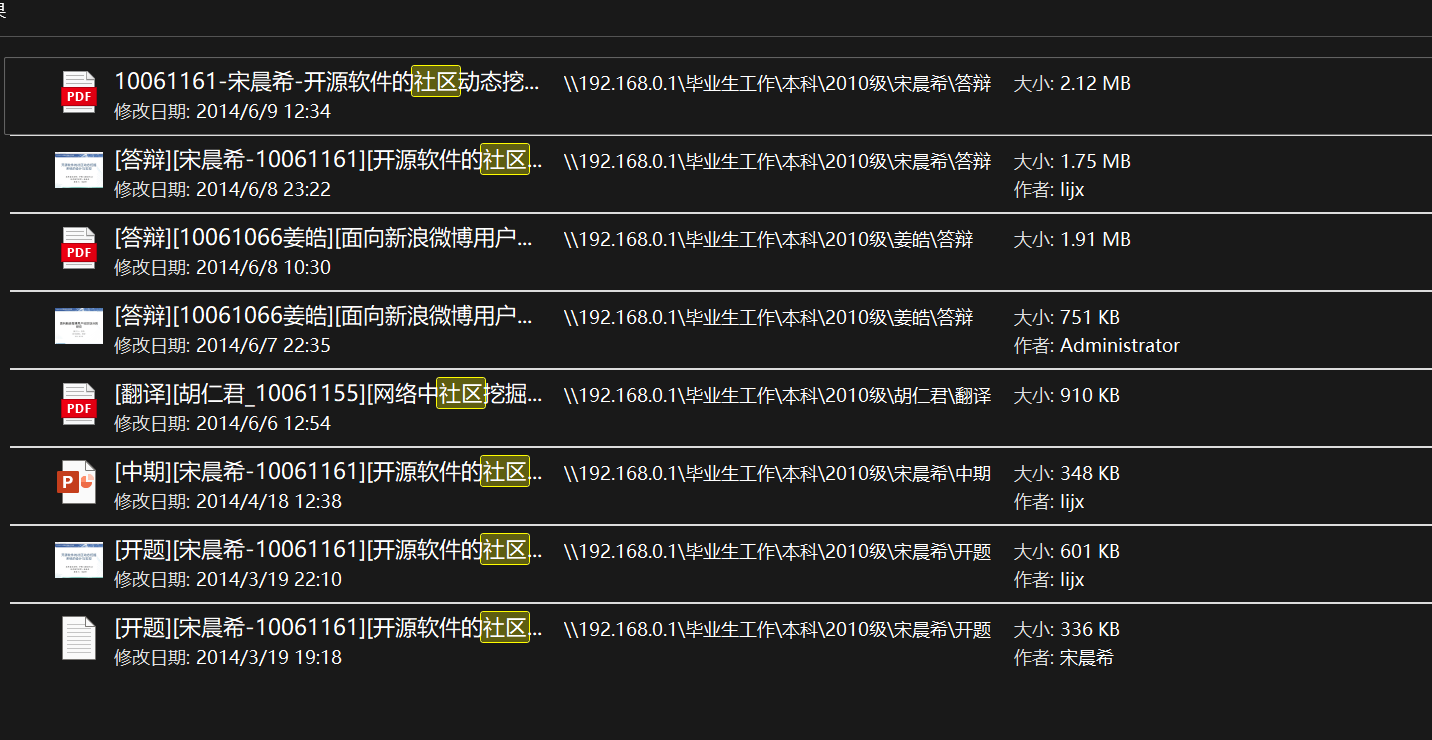 果
10061161-宋晨希-开源软件的社区动态挖... \\192.168.0.1\毕业生工作\本科\2010级\宋晨希\答辩 大小: 2.12 MB
修改日期: 2014/6/9 12:34
[答辩][宋晨希-10061161][开源软件的社区... \\192.168.0.1\毕业生工作\本科\2010级\宋晨希\答辩 大小: 1.75 MB
修改日期: 2014/6/8 23:22 作者: lijx
[答辩][10061066姜皓][面向新浪微博用户... \\192.168.0.1\毕业生工作\本科\2010级\姜皓\答辩 大小: 1.91 MB
修改日期: 2014/6/8 10:30
[答辩][10061066姜皓][面向新浪微博用户... \\192.168.0.1\毕业生工作\本科\2010级\姜皓\答辩 大小: 751 KB
修改日期: 2014/6/7 22:35 作者: Administrator
[翻译][胡仁君_10061155][网络中社区挖掘... \\192.168.0.1\毕业生工作\本科\2010级\胡仁君\翻译 大小: 910 KB
修改日期: 2014/6/6 12:54
[中期][宋晨希-10061161][开源软件的社区... \\192.168.0.1\毕业生工作\本科\2010级\宋晨希\中期 大小: 348 KB
修改日期: 2014/4/18 12:38 作者: lijx
[开题][宋晨希-10061161][开源软件的社区... \\192.168.0.1\毕业生工作\本科\2010级\宋晨希\开题 大小: 601 KB
修改日期: 2014/3/19 22:10 作者: lijx
[开题][宋晨希-10061161][开源软件的社区... \\192.168.0.1\毕业生工作\本科\2010级\宋晨希\开题 大小: 336 KB
修改日期: 2014/3/19 19:18 作者: 宋晨希
PDF
PDF
PDF
P